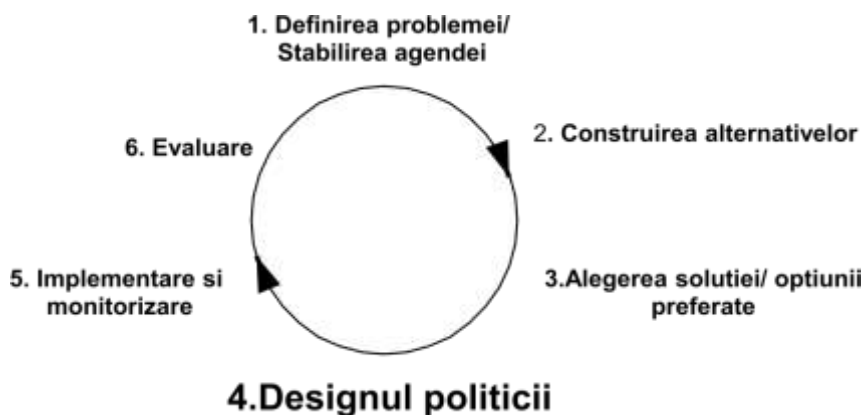 1. Definirea problemei/
Stabilirea agendei
2. Construirea alternativelor
3.Alegerea solutiei/ optiunii
preferate
4.Designul politicii
5. Implementare si
monitorizare
6. Evaluare